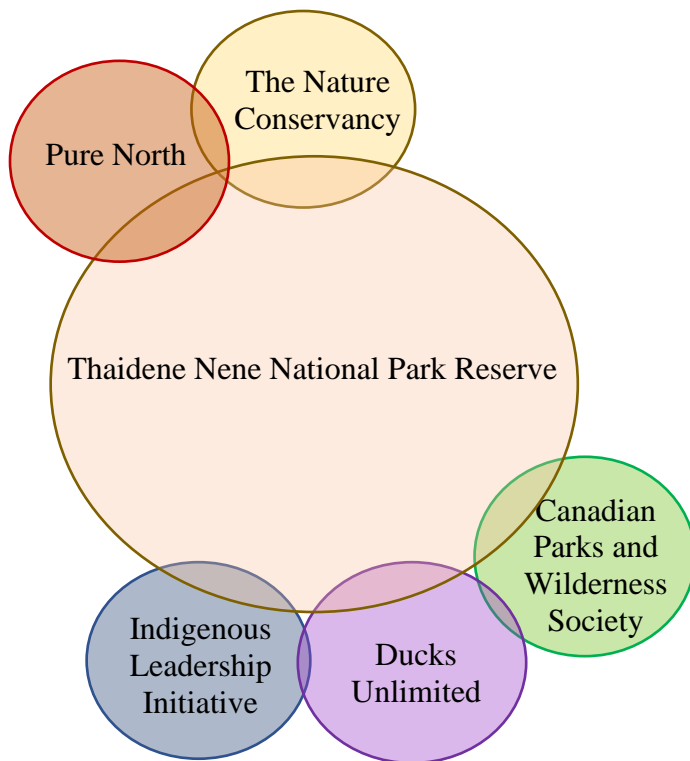 The Nature
Conservancy
Pure North
Thaidene Nene National Park Reserve
Canadian
Parks and
Wilderness
Society
Indigenous
Leadership
Initiative
Ducks
Unlimited